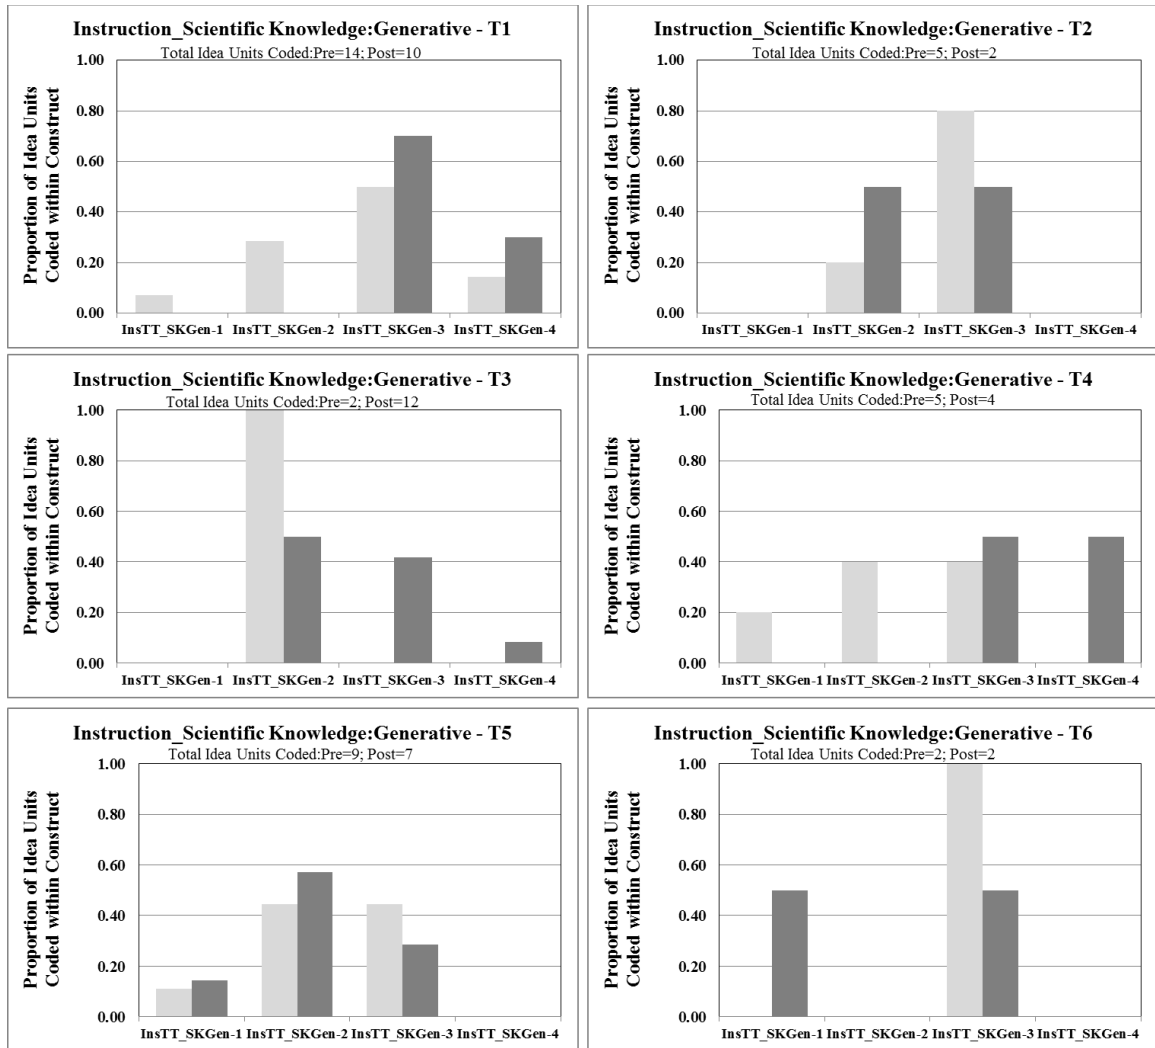 Instruction_Scientific Knowledge:Generative - T1
Total Idea Units Coded:Pre=14; Post=10
Proportion of Idea Units
Coded within Construct
1.00
0.80
0.60
0.40
0.20
0.00
InsTT_SKGen-1 InsTT_SKGen-2 InsTT_SKGen-3 InsTT_SKGen-4
Instruction_Scientific Knowledge:Generative - T2
Total Idea Units Coded:Pre=5; Post=2
Proportion of Idea Units
Coded within Construct
1.00
0.80
0.60
0.40
0.20
0.00
InsTT_SKGen-1 InsTT_SKGen-2 InsTT_SKGen-3 InsTT_SKGen-4
Instruction_Scientific Knowledge:Generative - T3
Total Idea Units Coded:Pre=2; Post=12
Proportion of Idea Units
Coded within Construct
1.00
0.80
0.60
0.40
0.20
0.00
InsTT_SKGen-1 InsTT_SKGen-2 InsTT_SKGen-3 InsTT_SKGen-4
Instruction_Scientific Knowledge:Generative - T4
Total Idea Units Coded:Pre=5; Post=4
Proportion of Idea Units
Coded within Construct
1.00
0.80
0.60
0.40
0.20
0.00
InsTT_SKGen-1 InsTT_SKGen-2 InsTT_SKGen-3 InsTT_SKGen-4
Instruction_Scientific Knowledge:Generative - T5
Total Idea Units Coded:Pre=9; Post=7
Proportion of Idea Units
Coded within Construct
1.00
0.80
0.60
0.40
0.20
0.00
InsTT_SKGen-1 InsTT_SKGen-2 InsTT_SKGen-3 InsTT_SKGen-4
Instruction_Scientific Knowledge:Generative - T6
Total Idea Units Coded:Pre=2; Post=2
Proportion of Idea Units
Coded within Construct
1.00
0.80
0.60
0.40
0.20
0.00
InsTT_SKGen-1 InsTT_SKGen-2 InsTT_SKGen-3 InsTT_SKGen-4